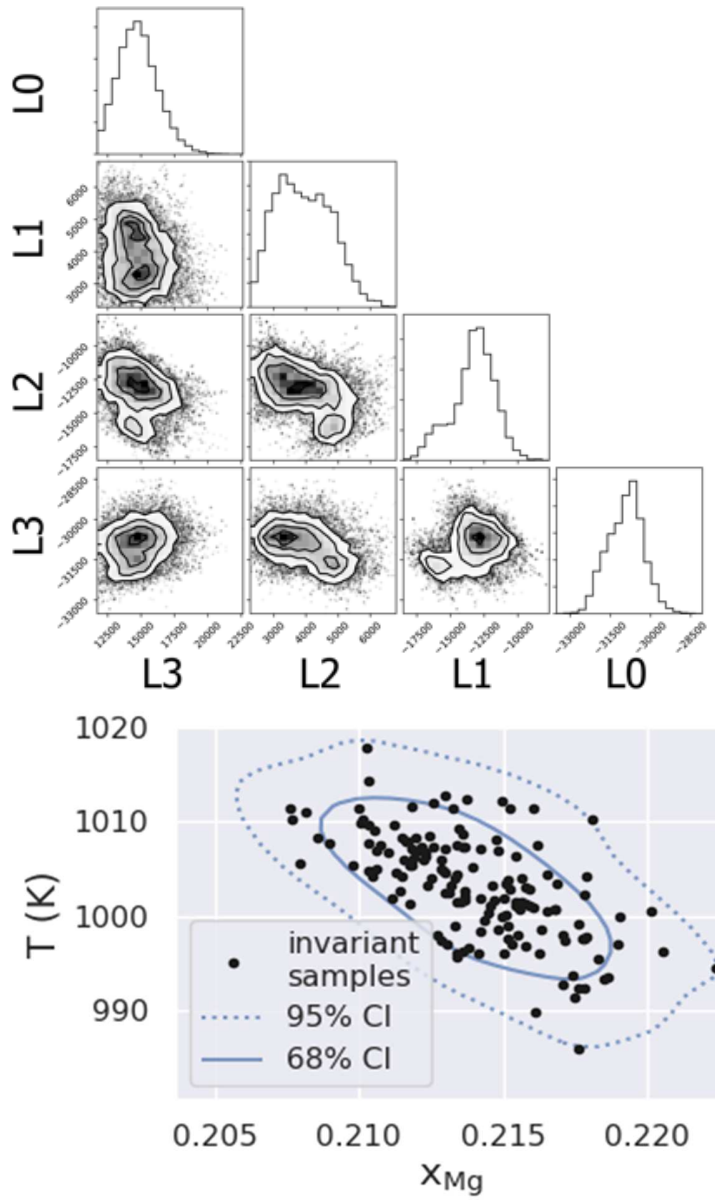 L0
L1
6000
5000
4000
3000
L2
−10000
−12500
−15000
−17500
L3
−28500
−30000
−31500
−33000
12500 15000 17500 20000 22500 3000 4000 5000 6000 −17500 −15000 −12500 −10000 −33000 −31500 −30000 −28500
L3 L2 L1 L0
1020
1010
1000
990
T (K)
invariant
samples
95% CI
68% CI
0.205 0.210 0.215 0.220
xMg